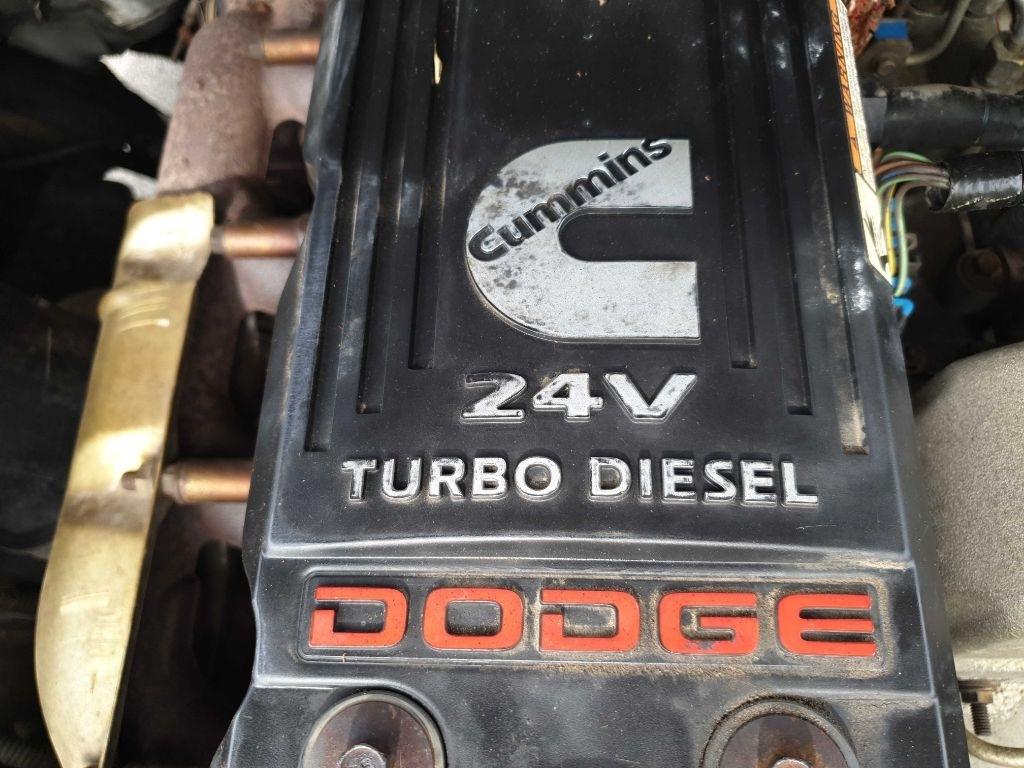 Cummins
24V
TURBO DIESEL
DODGE